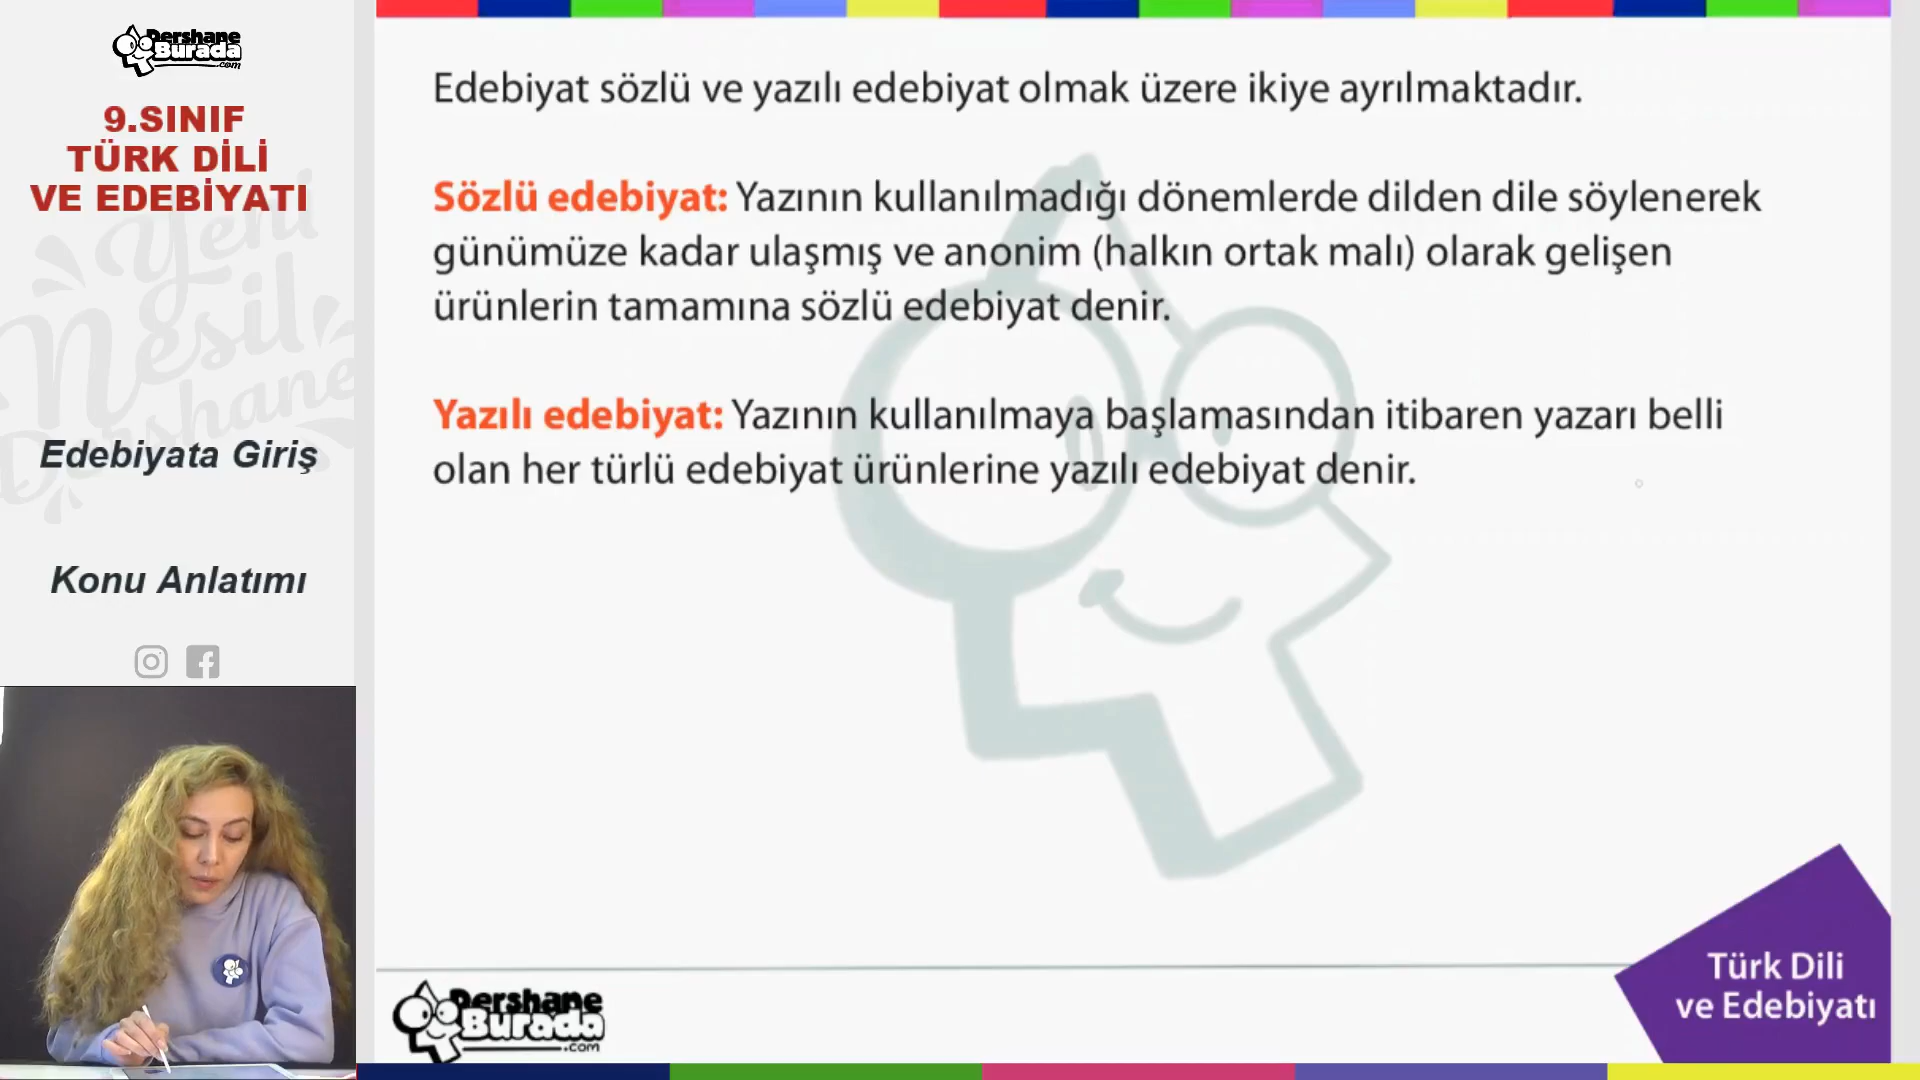 Dershane
Burada
.com
9.SINIF
TÜRK DİLİ
VE EDEBİYATI
Yeni
Nesil
Dershane
Edebiyata Giriş
Konu Anlatımı
Edebiyat sözlü ve yazılı edebiyat olmak üzere ikiye ayrılmaktadır.
Sözlü edebiyat: Yazının kullanılmadığı dönemlerde dilden dile söylenerek
günümüze kadar ulaşmış ve anonim (halkın ortak malı) olarak gelişen
ürünlerin tamamına sözlü edebiyat denir.
Yazılı edebiyat: Yazının kullanılmaya başlamasından itibaren yazarı belli
olan her türlü edebiyat ürünlerine yazılı edebiyat denir.
Dershane
Burada
.com
Türk Dili
ve Edebiyatı